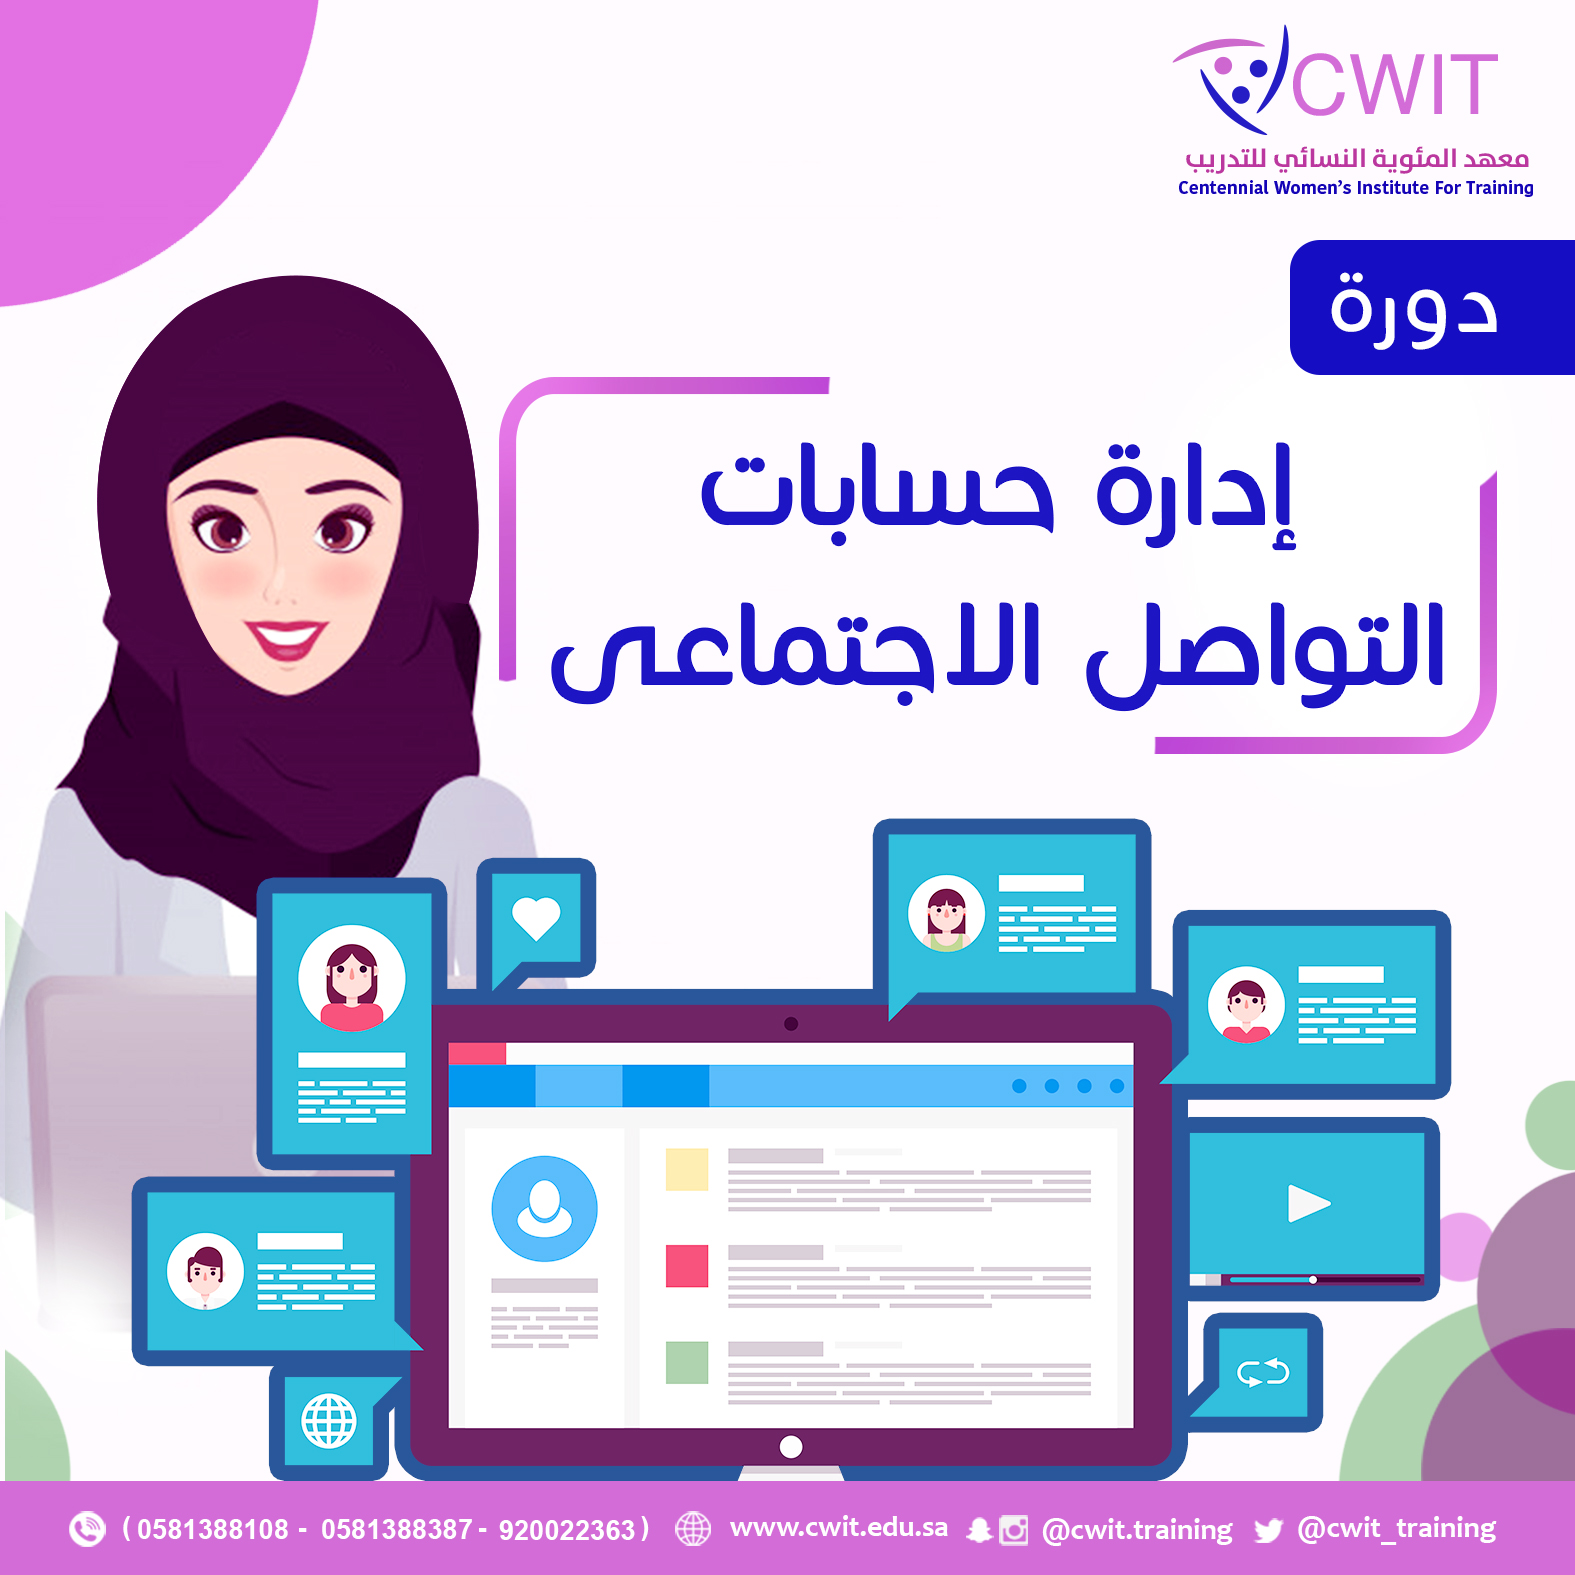 CWIT
معهد المئوية النسائي للتدريب
Centennial Women's Institute For Training
دورة
إدارة حسابات
التواصل الاجتماعى
( 0581388108 - 0581388387 - 920022363 ) www.cwit.edu.sa @cwit.training @cwit_training